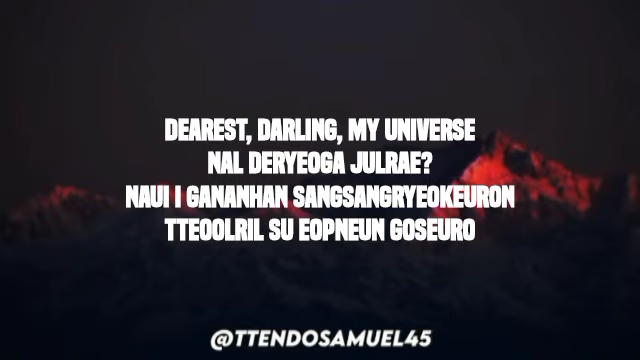 DEAREST, DARLING, MY UNIVERSE
NAL DERYEOGA JULRAE?
NAUI I GANANHAN SANGSANGRYEOKEURON
TTEOOLRIL SU EOPNEUN GOSEURO
@TTENDOSAMUEL45